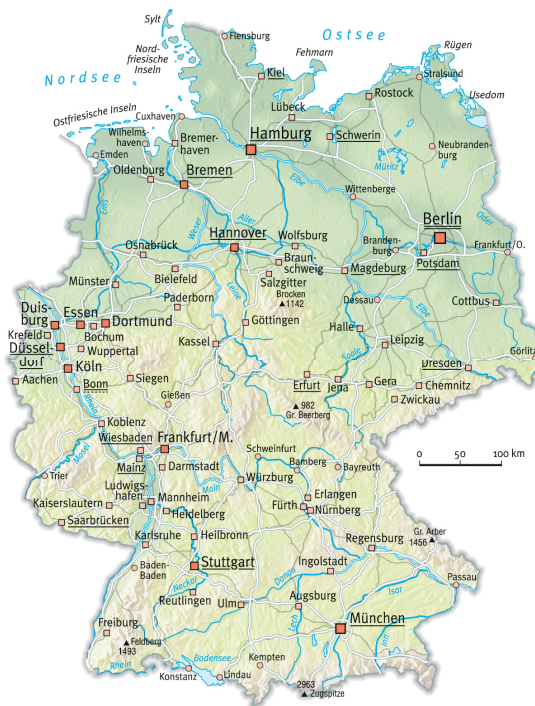 Sylt
Flensburg
Ostsee
Nord-
friesische
Inseln
Fehmarn
Rügen
Nordsee
Kiel
Stralsund
Usedom
Rostock
Ostfriesische Inseln
Cuxhaven
Lübeck
Wilhelms-
haven
Bremer-
haven
Hamburg
Schwerin
Neubranden-
burg
Emden
Müritz
Oldenburg
Bremen
Elbe
Wittenberge
Ems
Weser
Aller
Berlin
Oder
Hannover
Wolfsburg
Branden-
burg
Frankfurt/O.
Osnabrück
Braun-
schweig
Magdeburg
Potsdam
Münster
Bielefeld
Salzgitter
Brocken
1142
Leine
Dessau
Elbe
Cottbus
Paderborn
Duis-
burg
Essen
Dortmund
Göttingen
Halle
Krefeld
Bochum
Wuppertal
Kassel
Saale
Leipzig
Düssel-
dorf
Görlitz
Köln
Dresden
Aachen
Bonn
Siegen
Erfurt
Jena
Gera
Chemnitz
Zwickau
Rhein
Gießen
982
Gr. Beerberg
Koblenz
Wiesbaden
Frankfurt/M.
Mosel
Schweinfurt
Bamberg
Bayreuth
0
50
100 km
Mainz
Darmstadt
Main
Würzburg
Trier
Ludwigs-
hafen
Mannheim
Erlangen
Kaiserslautern
Heidelberg
Fürth
Nürnberg
Saarbrücken
Karlsruhe
Heilbronn
Regensburg
Gr. Arber
1456
Baden-
Baden
Stuttgart
Donau
Ingolstadt
Passau
Neckar
Isar
Reutlingen
Ulm
Augsburg
Freiburg
Feldberg
1493
Lech
München
Inn
Rhein
Bodensee
Kempten
Konstanz
Lindau
2963
Zugspitze